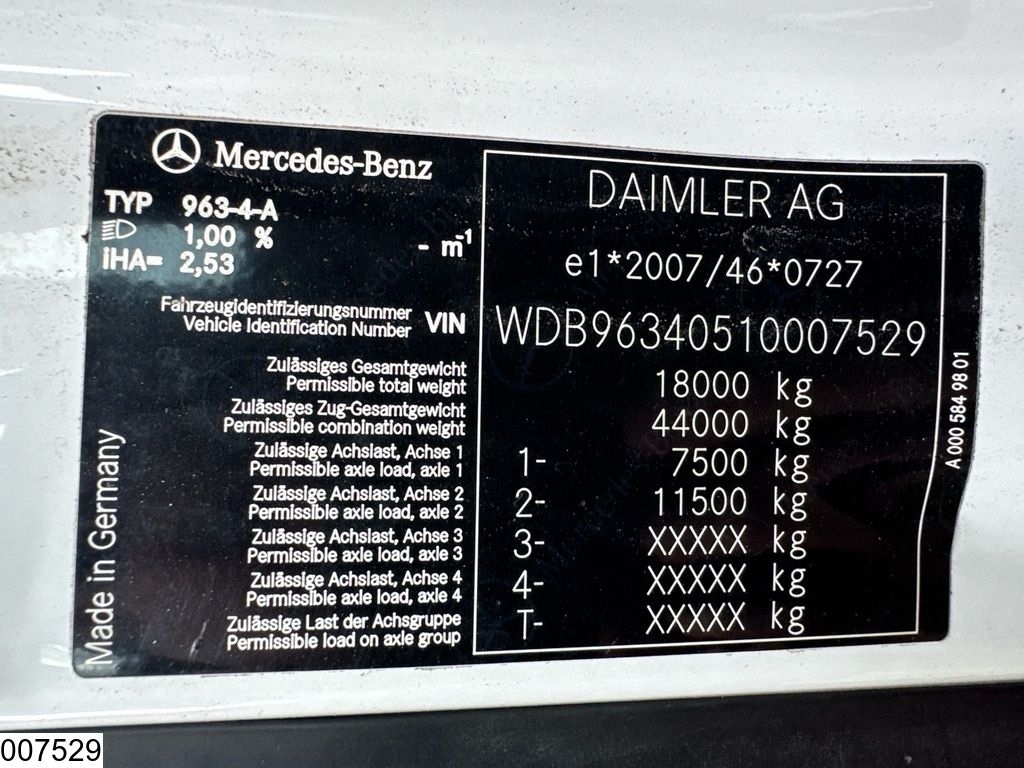 Mercedes-Benz
TYP 963-4-A
1,00 % - m-1
iHA= 2,53
DAIMLER AG
e1*2007/46*0727
Fahrzeugidentifizierungsnummer
Vehicle Identification Number
VIN WDB96340510007529
Zulässiges Gesamtgewicht
Permissible total weight
18000 kg
Zulässiges Zug-Gesamtgewicht
Permissible combination weight
44000 kg
Zulässige Achslast, Achse 1
Permissible axle load, axle 1
1- 7500 kg
Zulässige Achslast, Achse 2
Permissible axle load, axle 2
2- 11500 kg
Zulässige Achslast, Achse 3
Permissible axle load, axle 3
3- XXXXX kg
Zulässige Achslast, Achse 4
Permissible axle load, axle 4
4- XXXXX kg
Zulässige Last der Achsgruppe
Permissible load on axle group
T- XXXXX kg
Made in Germany
A 000 584 98 01
007529